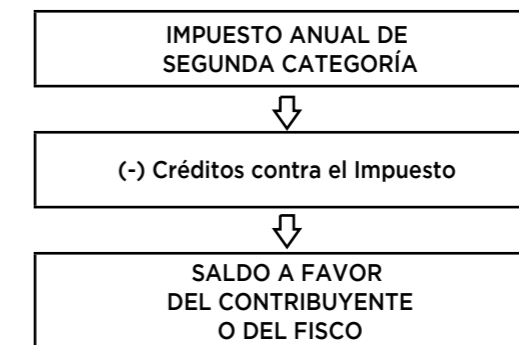 IMPUESTO ANUAL DE
SEGUNDA CATEGORÍA
(-) Créditos contra el Impuesto
SALDO A FAVOR
DEL CONTRIBUYENTE
O DEL FISCO